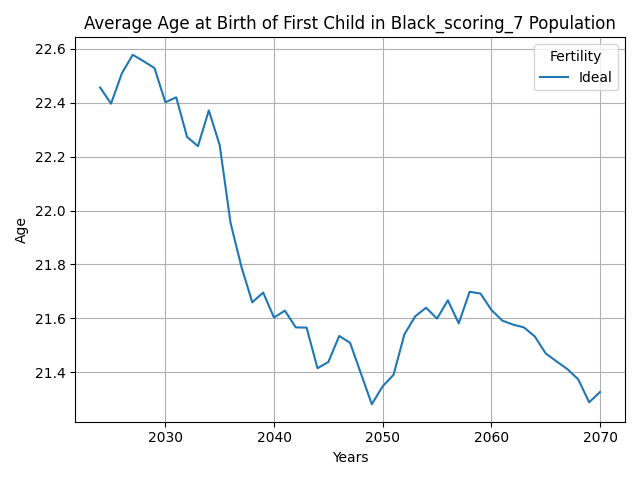 Average Age at Birth of First Child in Black_scoring_7 Population
22.6
22.4
22.2
22.0
21.8
21.6
21.4
Age
Fertility
Ideal
2030
2040
2050
2060
2070
Years